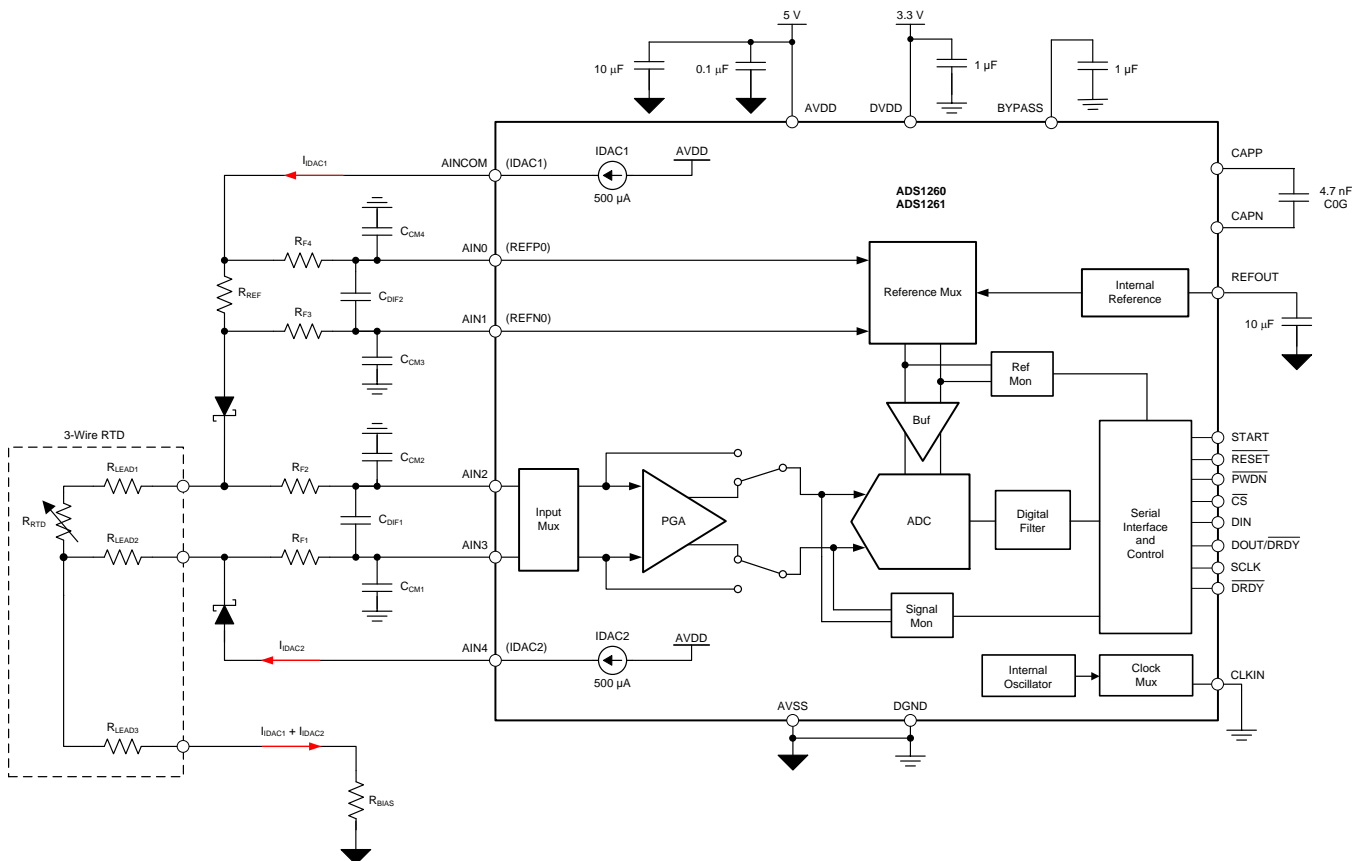 5 V
3.3 V
10 µF
0.1 µF
1 µF
1 µF
AVDD
DVDD
BYPASS
IIDAC1
AINCOM
(IDAC1)
IDAC1
500 µA
AVDD
ADS1260
ADS1261
CAPP
CAPN
4.7 nF
C0G
CCM4
RF4
AIN0
(REFP0)
RREF
CDIF2
Reference Mux
Internal
Reference
REFOUT
RF3
AIN1
(REFN0)
10 µF
CCM3
Ref
Mon
Buf
3-Wire RTD
CCM2
START
RESET
RLEAD1
RF2
AIN2
PWDN
CS
RRTD
CDIF1
Input
Mux
PGA
ADC
Digital
Filter
Serial
Interface
and
Control
DIN
DOUT/DRDY
RLEAD2
RF1
AIN3
SCLK
DRDY
CCM1
Signal
Mon
IIDAC2
AIN4
(IDAC2)
IDAC2
500 µA
AVDD
Internal
Oscillator
Clock
Mux
CLKIN
AVSS
DGND
RLEAD3
IIDAC1 + IIDAC2
RBIAS